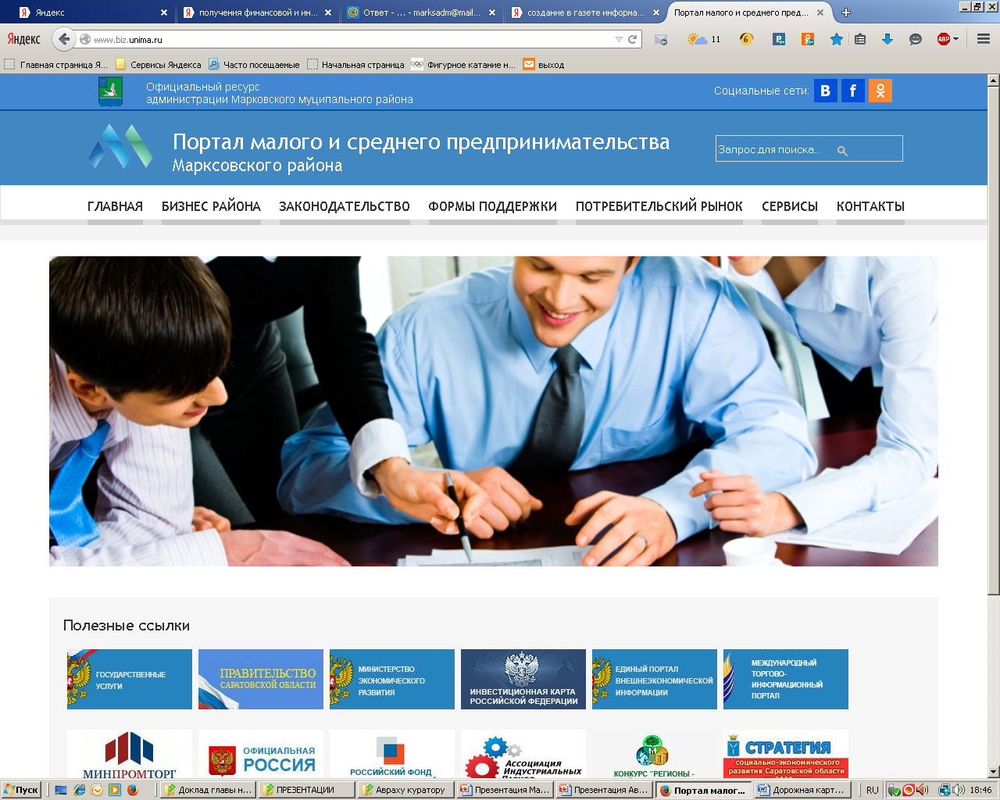 Яндекс
получения финансовой и ин...
Ответ - ... - marksadm@mail...
создание в газете информа...
Портал малого и среднего пред...
Яндекс
www.biz.unima.ru
11
6
ABP
Главная страница Я...
Сервисы Яндекса
Часто посещаемые
Начальная страница
Фигурное катание н...
выход
Официальный ресурс
администрации Марковского муципального района
Социальные сети:
В
f
Портал малого и среднего предпринимательства
Марксовского района
Запрос для поиска...
ГЛАВНАЯ
БИЗНЕС РАЙОНА
ЗАКОНОДАТЕЛЬСТВО
ФОРМЫ ПОДДЕРЖКИ
ПОТРЕБИТЕЛЬСКИЙ РЫНОК
СЕРВИСЫ
КОНТАКТЫ
Полезные ссылки
ГОСУДАРСТВЕННЫЕ
УСЛУГИ
ПРАВИТЕЛЬСТВО
САРАТОВСКОЙ ОБЛАСТИ
МИНИСТЕРСТВО
ЭКОНОМИЧЕСКОГО
РАЗВИТИЯ
ИНВЕСТИЦИОННАЯ КАРТА
РОССИЙСКОЙ ФЕДЕРАЦИИ
ЕДИНЫЙ ПОРТАЛ
ВНЕШНЕЭКОНОМИЧЕСКОЙ
ИНФОРМАЦИИ
МЕЖДУНАРОДНЫЙ
ТОРГОВО-
ИНФОРМАЦИОННЫЙ
ПОРТАЛ
МИНПРОМТОРГ
ОФИЦИАЛЬНАЯ
РОССИЯ
РОССИЙСКИЙ ФОНД
Ассоциация
Индустриальных
Парков
КОНКУРС "РЕГИОНЫ -
СТРАТЕГИЯ
социально-экономического
развития Саратовской области
Пуск
Доклад главы н...
ПРЕЗЕНТАЦИИ
Авраху куратору
Презентация Ма...
Презентация Ав...
Портал малог...
Дорожная карт...
RU
18:46